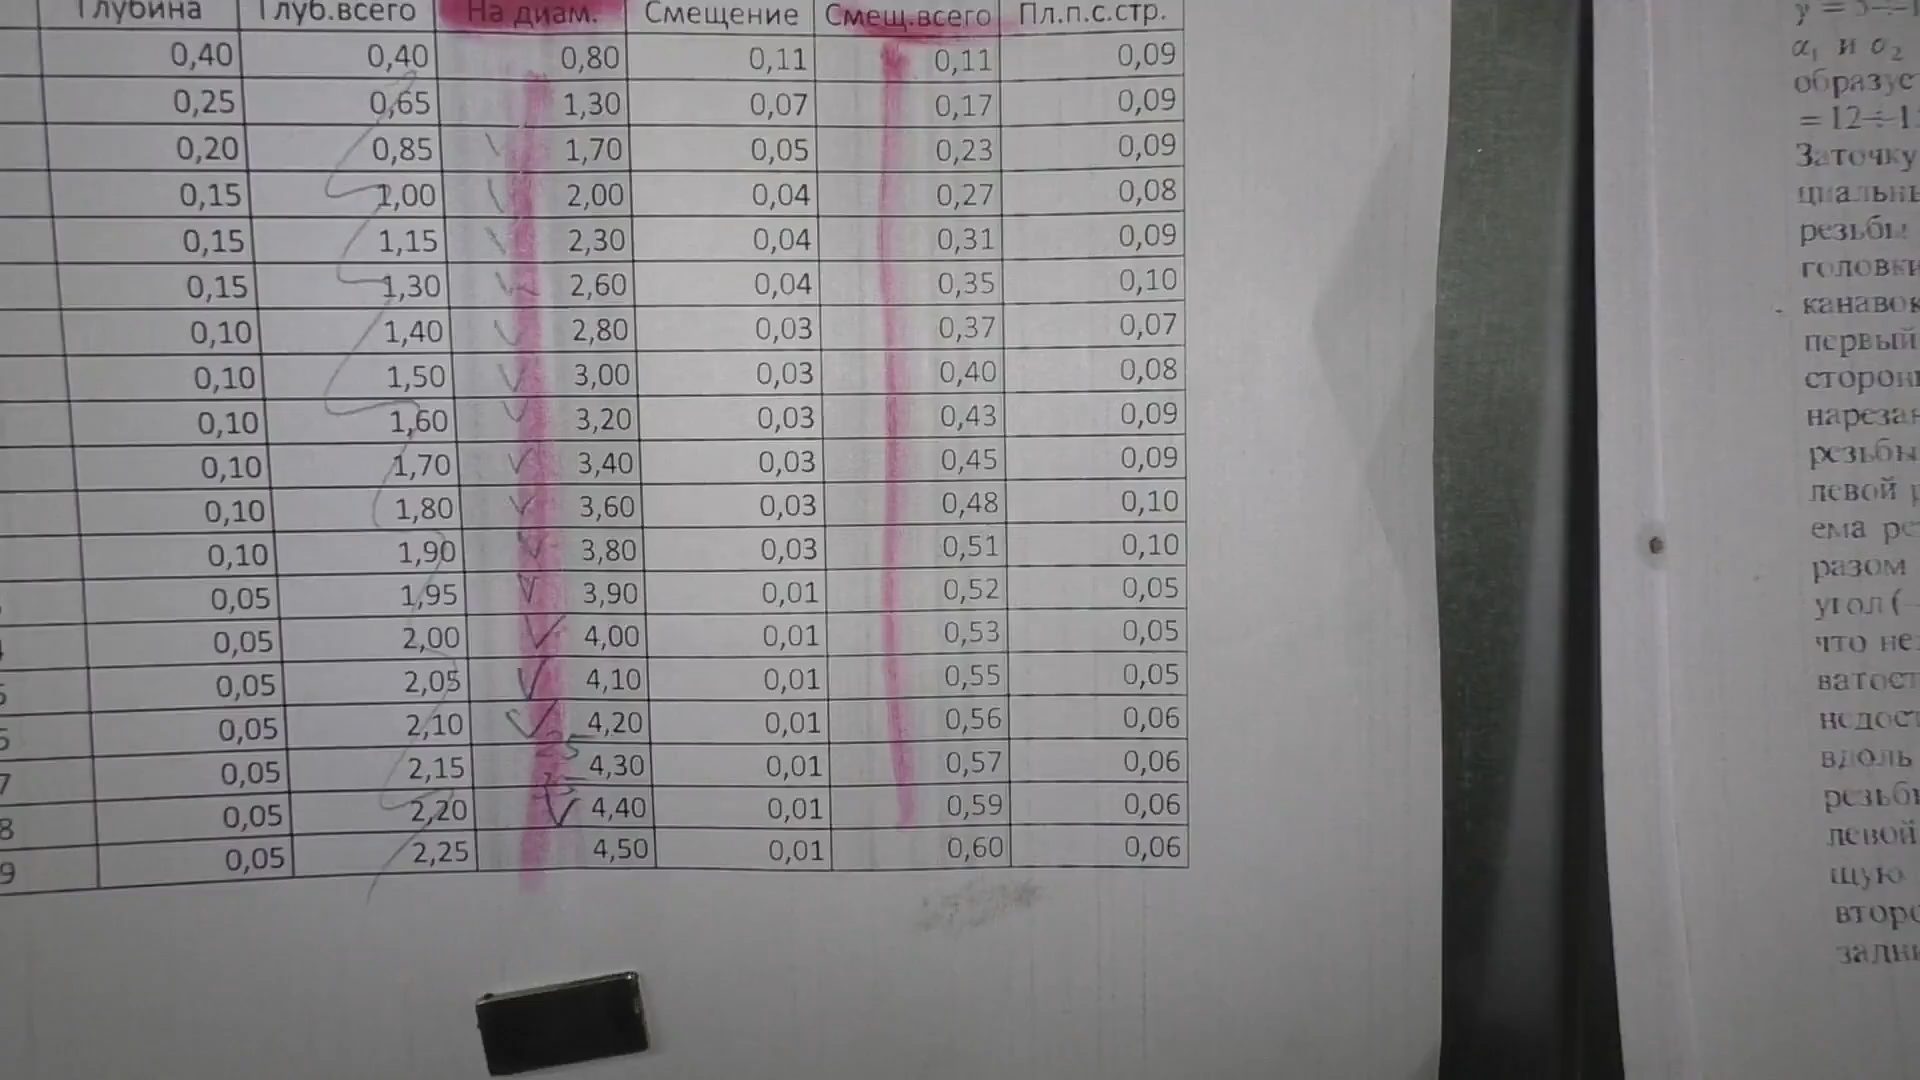 Глубина Глуб.всего На диам. Смещение Смещ.всего Пл.п.с.стр.
0,40 0,40 0,80 0,11 0,11 0,09
0,25 0,65 1,30 0,07 0,17 0,09
0,20 0,85 1,70 0,05 0,23 0,09
0,15 1,00 2,00 0,04 0,27 0,08
0,15 1,15 2,30 0,04 0,31 0,09
0,15 1,30 2,60 0,04 0,35 0,10
0,10 1,40 2,80 0,03 0,37 0,07
0,10 1,50 3,00 0,03 0,40 0,08
0,10 1,60 3,20 0,03 0,43 0,09
0,10 1,70 3,40 0,03 0,45 0,09
0,10 1,80 3,60 0,03 0,48 0,10
0,10 1,90 3,80 0,03 0,51 0,10
0,05 1,95 3,90 0,01 0,52 0,05
0,05 2,00 4,00 0,01 0,53 0,05
5 0,05 2,05 4,10 0,01 0,55 0,05
6 0,05 2,10 4,20 0,01 0,56 0,06
7 0,05 2,15 4,30 0,01 0,57 0,06
8 0,05 2,20 4,40 0,01 0,59 0,06
9 0,05 2,25 4,50 0,01 0,60 0,06
α₁ и α₂
образус
= 12÷1
Заточку
циальны
резьбы
головки
канавок
первый
сторон
нарезан
резьбы
левой р
ема ре
разом
угол (–
что не
ватост
недост
вдоль
резьбы
левой
щую
второ
задн